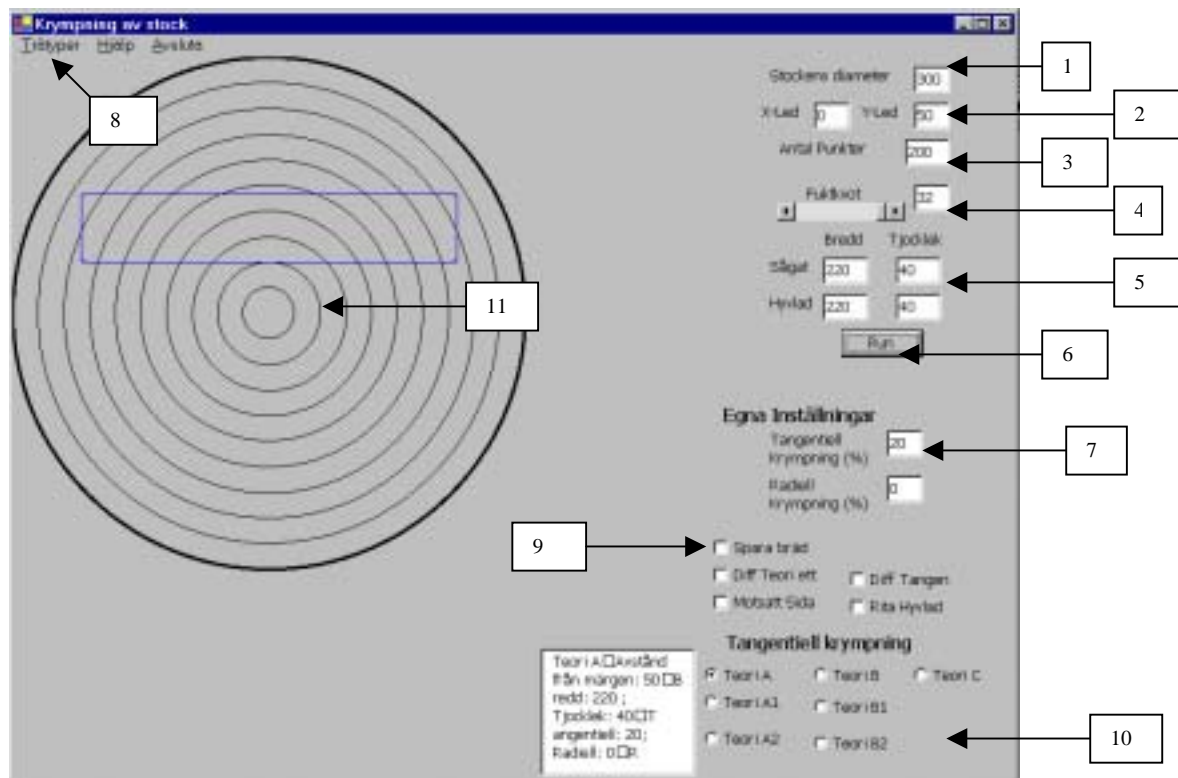 Krympning av stock
Trätyper Hjälp Avsluta
Stockens diameter 300
1
8
X-Led 0 Y-Led 50
2
Antal Punkter 200
3
Fuktkvot 32
4
Bredd Tjocklek
Sågat 220 40
5
Hyvlad 220 40
11
Run
6
Egna Inställningar
Tangentiell
krympning (%) 20
7
Radiell
krympning (%) 0
9
Spara bräd
Diff Teori ett Diff Tangen
Motsatt Sida Rita Hyvlad
Tangentiell krympning
Teori A□Avstånd
från märgen: 50□B
redd: 220 ;
Tjocklek: 40□T
angentiell: 20;
Radiell: 0□R
Teori A Teori B Teori C
Teori A1 Teori B1
Teori A2 Teori B2
10